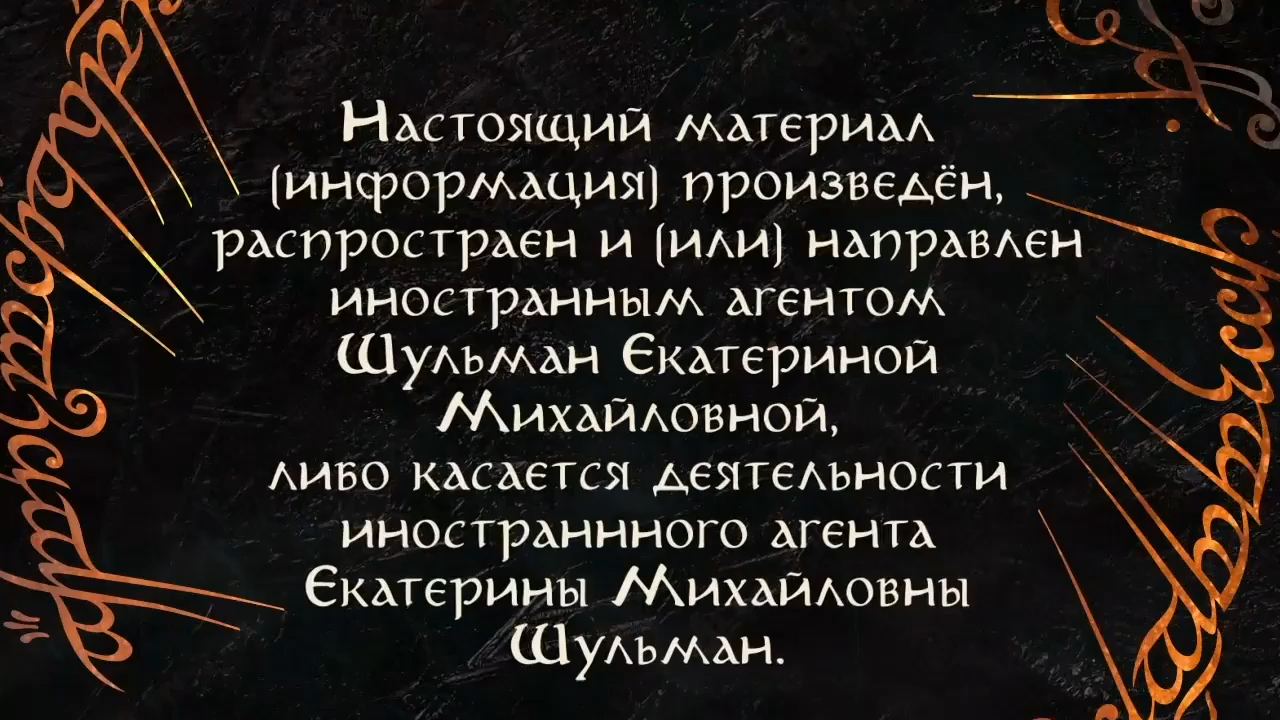 Настоящий материал
(информация) произведён,
распростраен и (или) направлен
иностранным агентом
Шульман Екатериной
Михайловной,
либо касается деятельности
иностраннного агента
Екатерины Михайловны
Шульман.